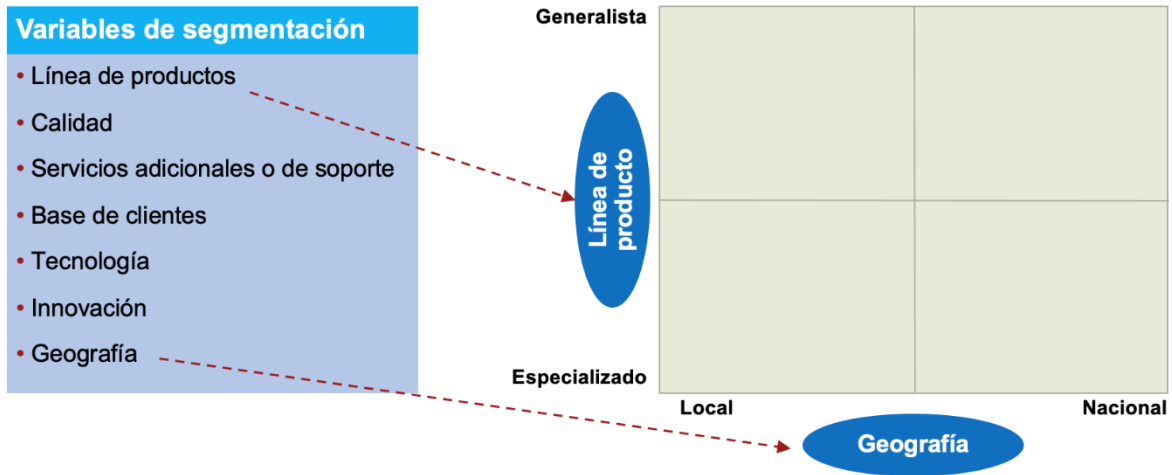 Variables de segmentación
• Línea de productos
• Calidad
• Servicios adicionales o de soporte
• Base de clientes
• Tecnología
• Innovación
• Geografía
Generalista
Línea de
producto
Especializado
Local
Nacional
Geografía